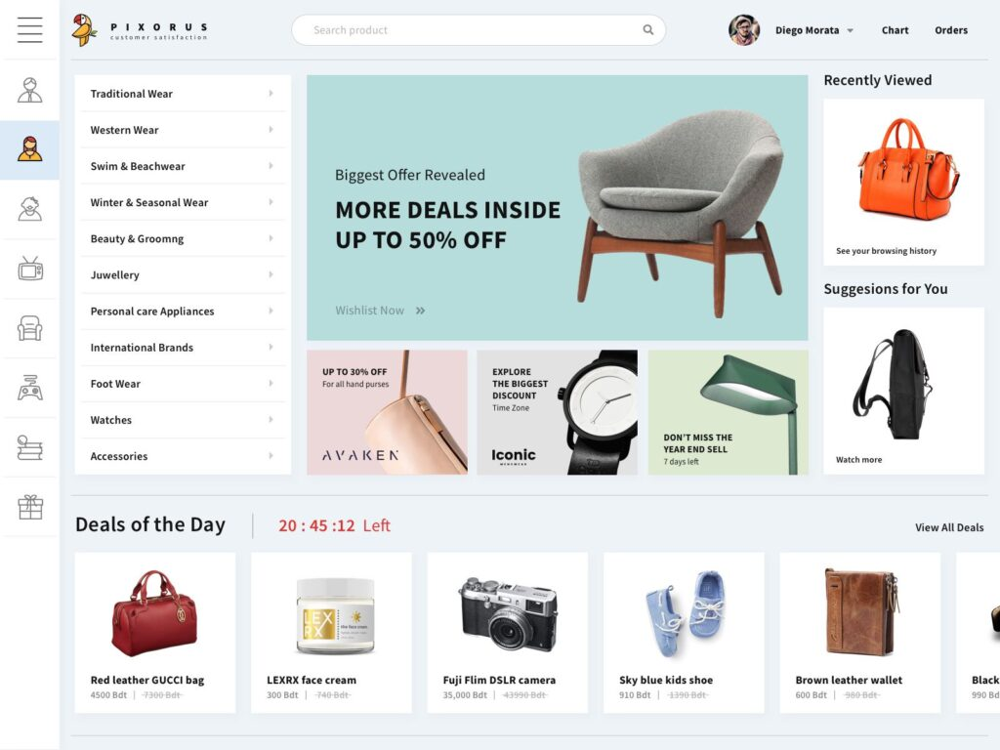 PIXORUS
customer satisfaction
Search product
Diego Morata
Chart
Orders
Traditional Wear
Western Wear
Swim & Beachwear
Winter & Seasonal Wear
Beauty & Groomng
Juwellery
Personal care Appliances
International Brands
Foot Wear
Watches
Accessories
Biggest Offer Revealed
MORE DEALS INSIDE
UP TO 50% OFF
Wishlist Now
UP TO 30% OFF
For all hand purses
AVAKEN
EXPLORE
THE BIGGEST
DISCOUNT
Time Zone
Iconic
DON'T MISS THE
YEAR END SELL
7 days left
Recently Viewed
See your browsing history
Suggesions for You
Watch more
Deals of the Day
20 : 45 :12 Left
View All Deals
LEX
RX
Red leather GUCCI bag
4500 Bdt | 7300 Bdt
LEXRX face cream
300 Bdt | 740 Bdt
Fuji Flim DSLR camera
35,000 Bdt | 43990 Bdt
Sky blue kids shoe
910 Bdt | 1390 Bdt
Brown leather wallet
600 Bdt | 980 Bdt
Black
990 Bd